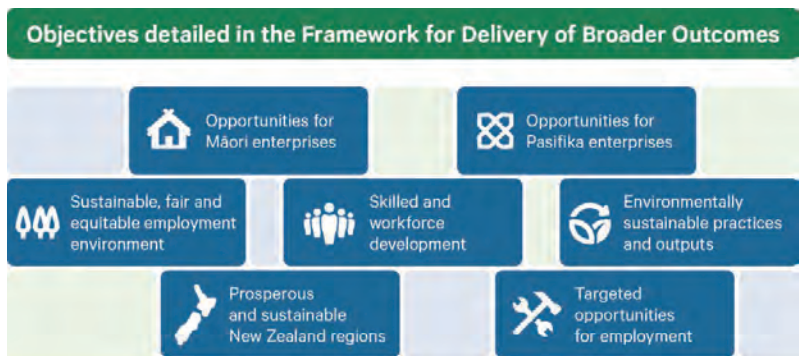 Objectives detailed in the Framework for Delivery of Broader Outcomes
Opportunities for
Māori enterprises
Opportunities for
Pasifika enterprises
Sustainable, fair and
equitable employment
environment
Skilled and
workforce
development
Environmentally
sustainable practices
and outputs
Prosperous
and sustainable
New Zealand regions
Targeted
opportunities
for employment